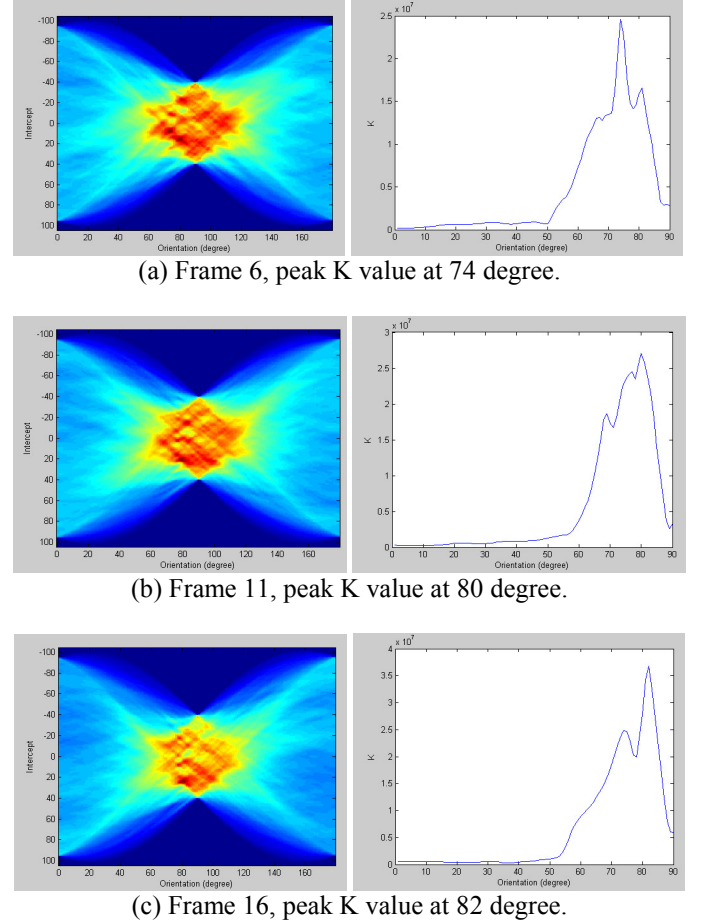 -100
-80
-60
-40
-20
0
20
40
60
80
100
Intercept
0 20 40 60 80 100 120 140 160
Orientation (degree)
x 10^7
2.5
2
1.5
1
0.5
0
K
0 10 20 30 40 50 60 70 80 90
Orientation (degree)
(a) Frame 6, peak K value at 74 degree.
-100
-80
-60
-40
-20
0
20
40
60
80
100
Intercept
0 20 40 60 80 100 120 140 160
Orientation (degree)
x 10^7
3
2.5
2
1.5
1
0.5
0
K
0 10 20 30 40 50 60 70 80 90
Orientation (degree)
(b) Frame 11, peak K value at 80 degree.
-100
-80
-60
-40
-20
0
20
40
60
80
100
Intercept
0 20 40 60 80 100 120 140 160
Orientation (degree)
x 10^7
4
3.5
3
2.5
2
1.5
1
0.5
0
K
0 10 20 30 40 50 60 70 80 90
Orientation (degree)
(c) Frame 16, peak K value at 82 degree.